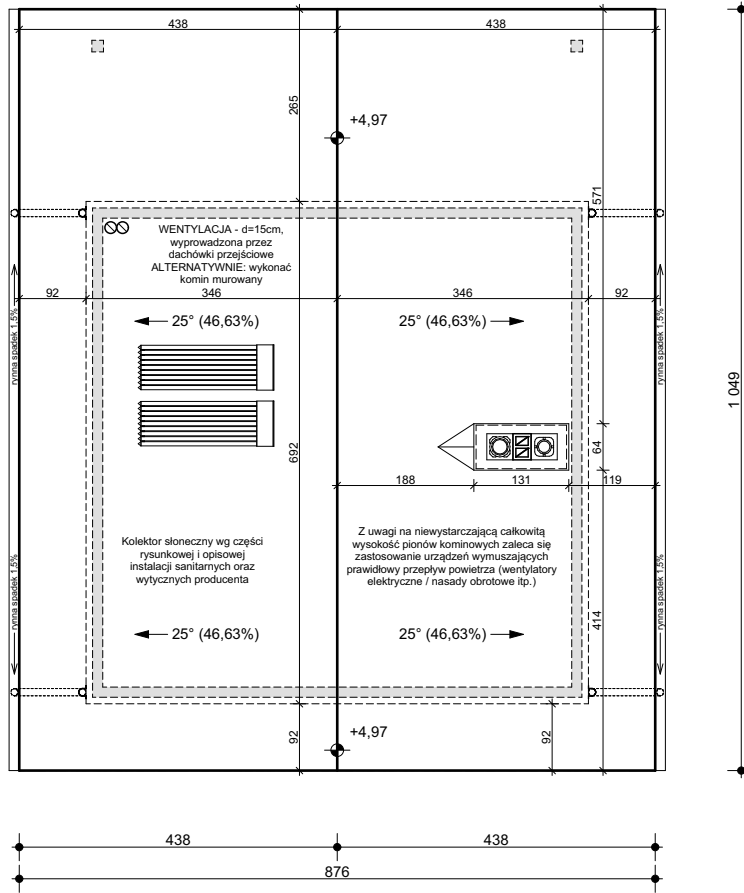 438
438
265
+4,97
571
WENTYLACJA - d=15cm,
wyprowadzona przez
dachówki przejściowe
ALTERNATYWNIE: wykonać
komin murowany
92
346
346
92
rynna spadek 1,5%
25° (46,63%)
25° (46,63%)
rynna spadek 1,5%
1 049
64
692
188
131
119
Kolektor słoneczny wg części
rysunkowej i opisowej
instalacji sanitarnych oraz
wytycznych producenta
Z uwagi na niewystarczającą całkowitą
wysokość pionów kominowych zaleca się
zastosowanie urządzeń wymuszających
prawidłowy przepływ powietrza (wentylatory
elektryczne / nasady obrotowe itp.)
rynna spadek 1,5%
rynna spadek 1,5%
414
25° (46,63%)
25° (46,63%)
92
+4,97
92
438
438
876